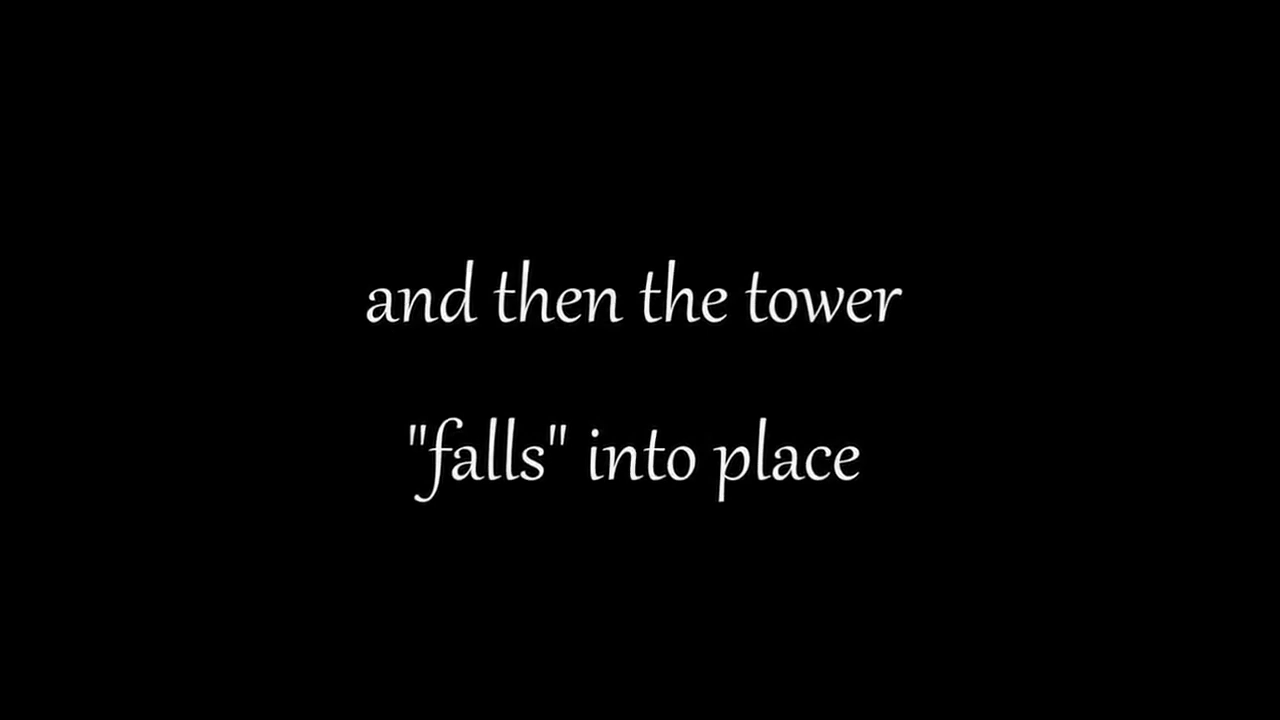 and then the tower
"falls" into place